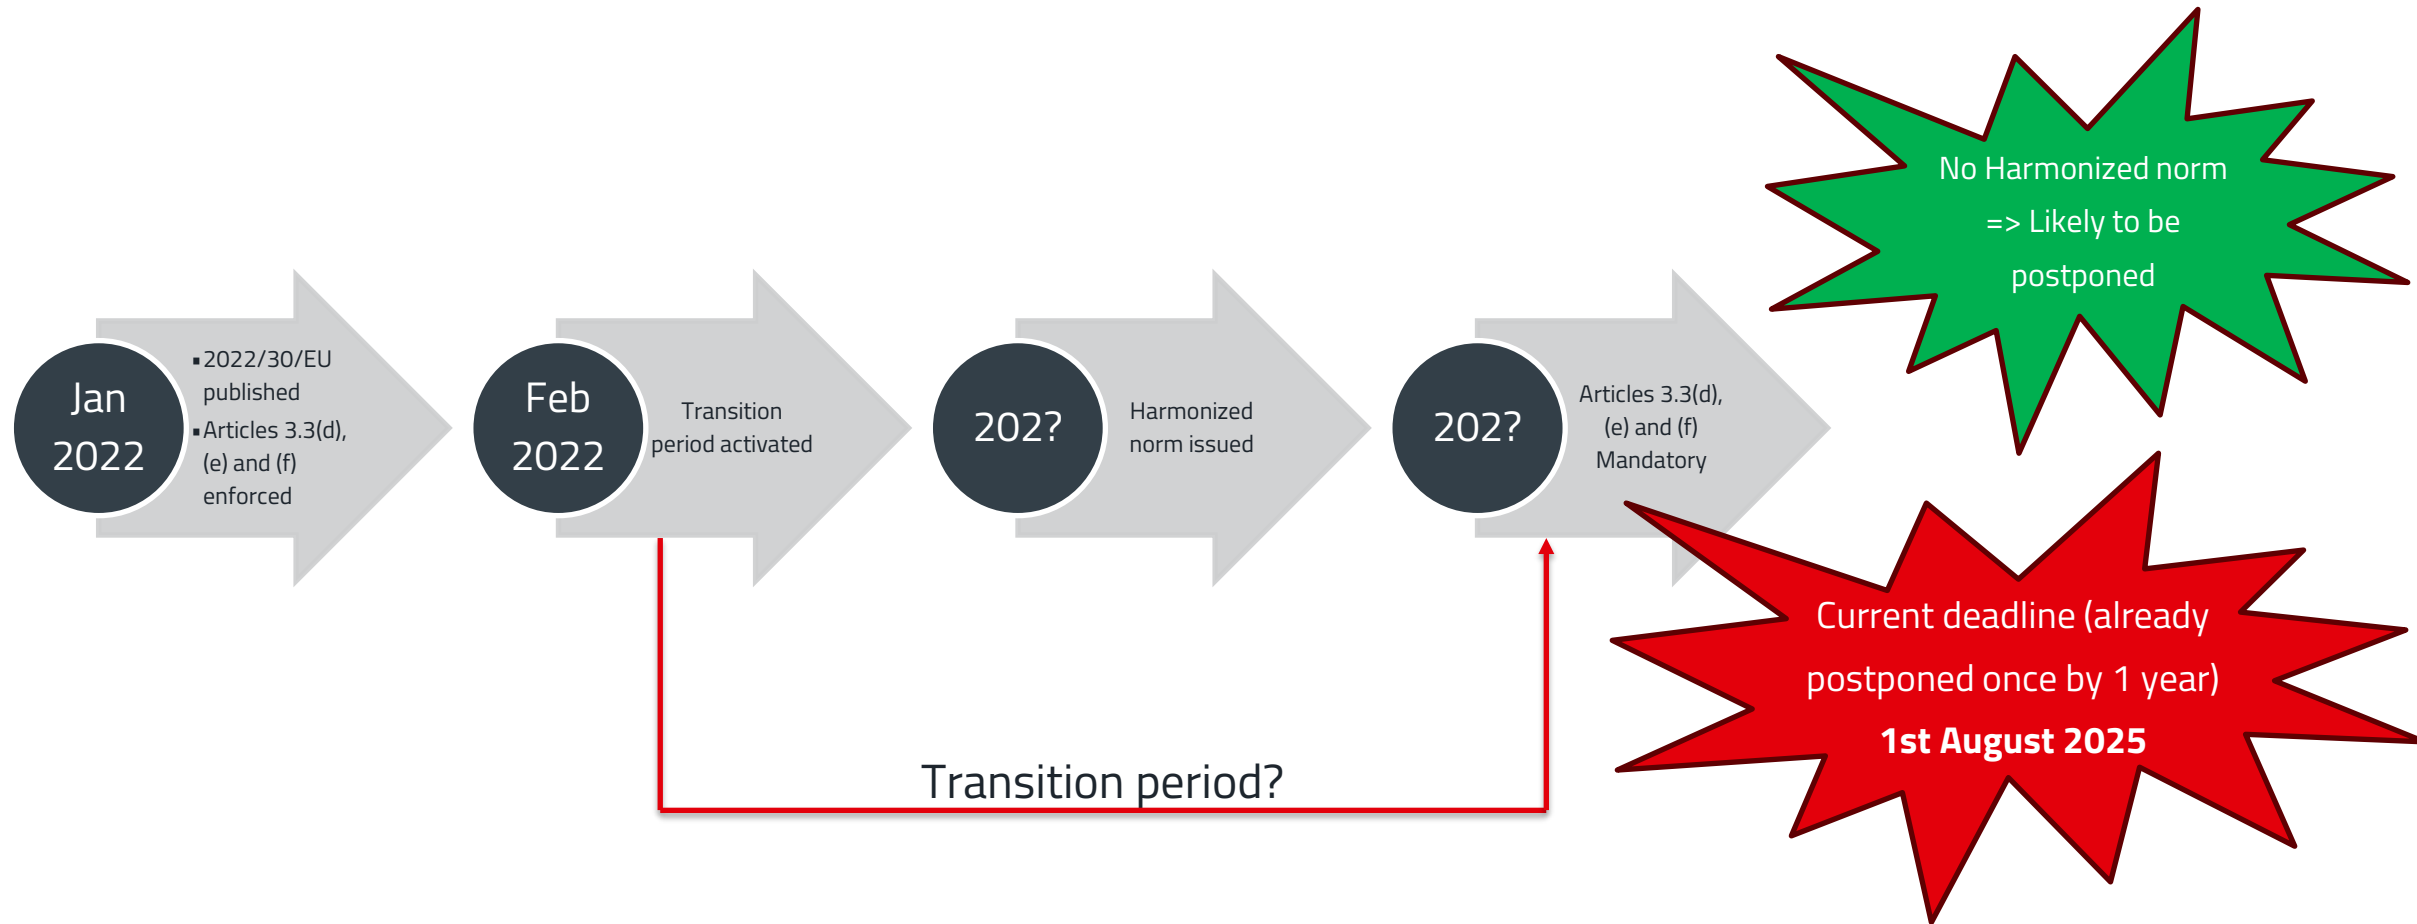 Jan
2022
▪2022/30/EU
published
▪Articles 3.3(d),
(e) and (f)
enforced
Feb
2022
Transition
period activated
202?
Harmonized
norm issued
202?
Articles 3.3(d),
(e) and (f)
Mandatory
No Harmonized norm
=> Likely to be
postponed
Current deadline (already
postponed once by 1 year)
1st August 2025
Transition period?